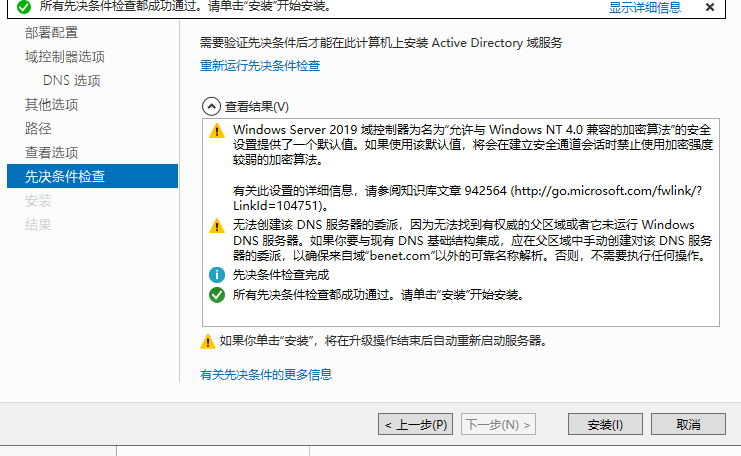 所有先决条件检查都成功通过。请单击"安装"开始安装。 显示详细信息
部署配置
域控制器选项
DNS 选项
其他选项
路径
查看选项
先决条件检查
安装
结果
需要验证先决条件后才能在此计算机上安装 Active Directory 域服务
重新运行先决条件检查
查看结果(V)
Windows Server 2019 域控制器为名为"允许与 Windows NT 4.0 兼容的加密算法"的安全
设置提供了一个默认值。如果使用该默认值，将会在建立安全通道会话时禁止使用加密强度
较弱的加密算法。
有关此设置的详细信息，请参阅知识库文章 942564 (http://go.microsoft.com/fwlink/?
LinkId=104751)。
无法创建该 DNS 服务器的委派，因为无法找到有权威的父区域或者它未运行 Windows
DNS 服务器。如果你要与现有 DNS 基础结构集成，应在父区域中手动创建对该 DNS 服务
器的委派，以确保来自域"benet.com"以外的可靠名称解析。否则，不需要执行任何操作。
先决条件检查完成
所有先决条件检查都成功通过。请单击"安装"开始安装。
如果你单击"安装"，将在升级操作结束后自动重新启动服务器。
有关先决条件的更多信息
< 上一步(P) 下一步(N) > 安装(I) 取消